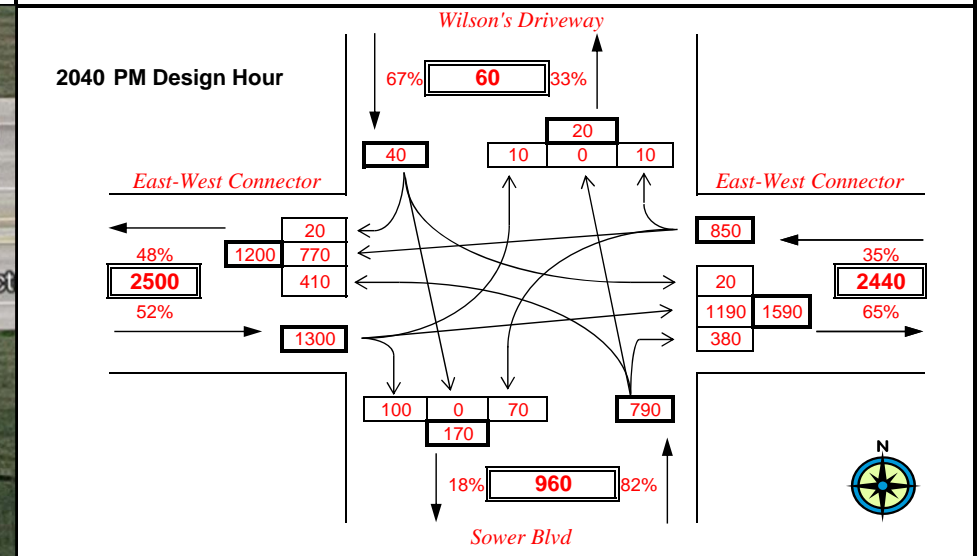 Wilson's Driveway
2040 PM Design Hour
67% 60 33%
20
40
10 0 10
East-West Connector
East-West Connector
20
850
1200 770
48%
35%
2500
410
20
2440
52%
1190 1590
65%
1300
380
100 0 70
790
170
N
18% 960 82%
Sower Blvd